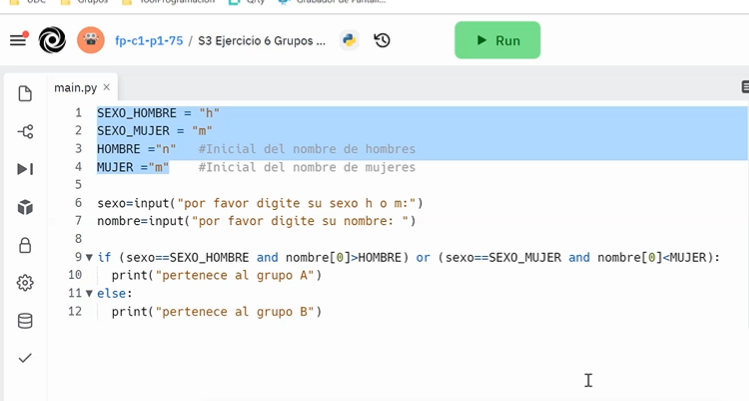 Grupos
fp-c1-p1-75 / S3 Ejercicio 6 Grupos ...
Run
main.py ×
1 SEXO_HOMBRE = "h"
2 SEXO_MUJER = "m"
3 HOMBRE ="n" #Inicial del nombre de hombres
4 MUJER ="m" #Inicial del nombre de mujeres
5
6 sexo=input("por favor digite su sexo h o m:")
7 nombre=input("por favor digite su nombre: ")
8
9 if (sexo==SEXO_HOMBRE and nombre[0]>HOMBRE) or (sexo==SEXO_MUJER and nombre[0]<MUJER):
10 print("pertenece al grupo A")
11 else:
12 print("pertenece al grupo B")